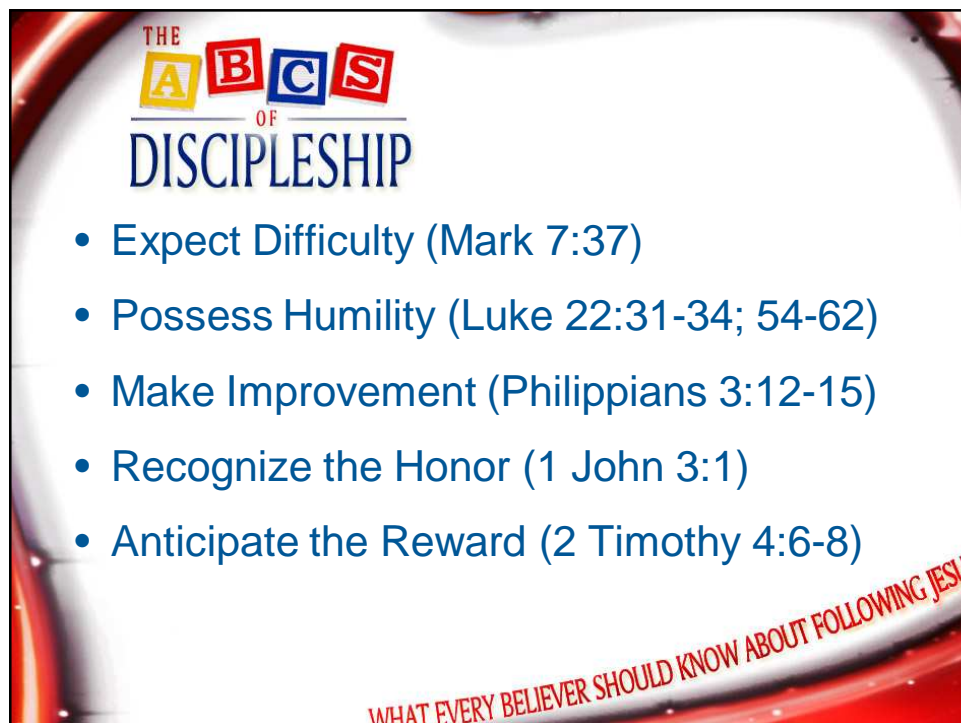 THE
ABCS
OF
DISCIPLESHIP
• Expect Difficulty (Mark 7:37)
• Possess Humility (Luke 22:31-34; 54-62)
• Make Improvement (Philippians 3:12-15)
• Recognize the Honor (1 John 3:1)
• Anticipate the Reward (2 Timothy 4:6-8)
WHAT EVERY BELIEVER SHOULD KNOW ABOUT FOLLOWING